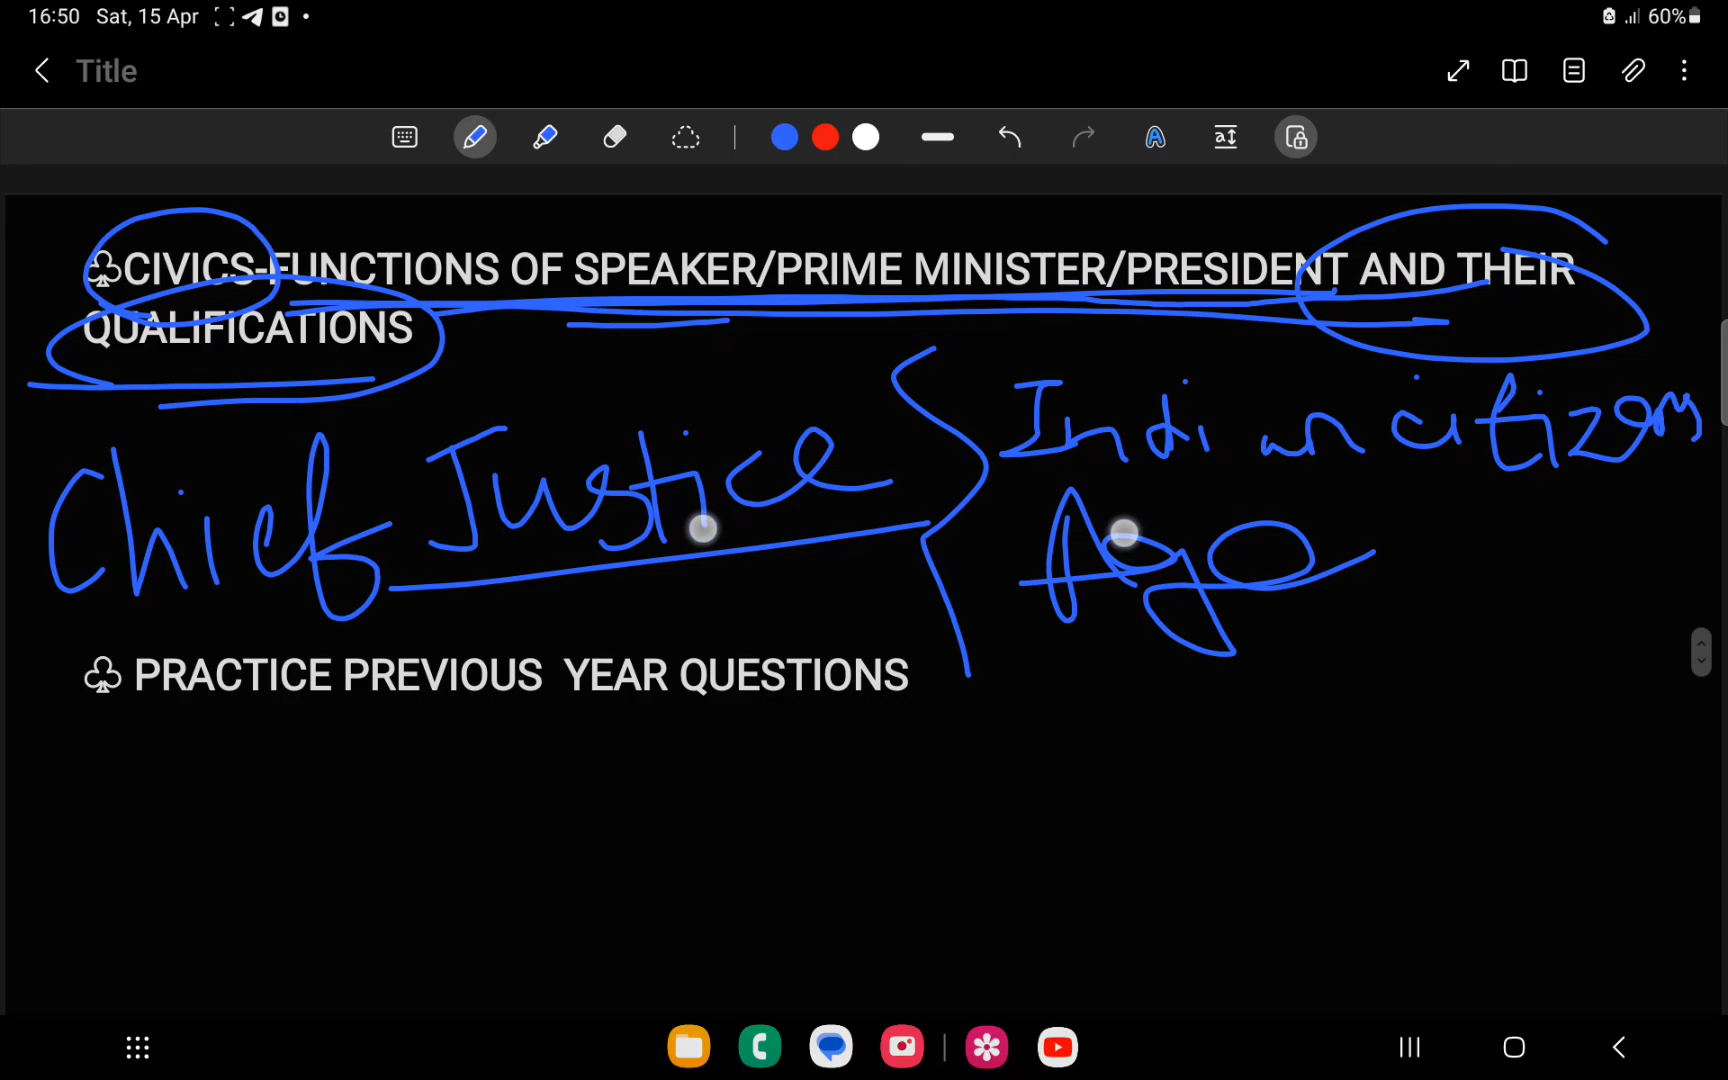 16:50 Sat, 15 Apr 60%
Title
♧CIVICS-FUNCTIONS OF SPEAKER/PRIME MINISTER/PRESIDENT AND THEIR
QUALIFICATIONS
Chief Justice
Indian citizen
Age
♧ PRACTICE PREVIOUS YEAR QUESTIONS